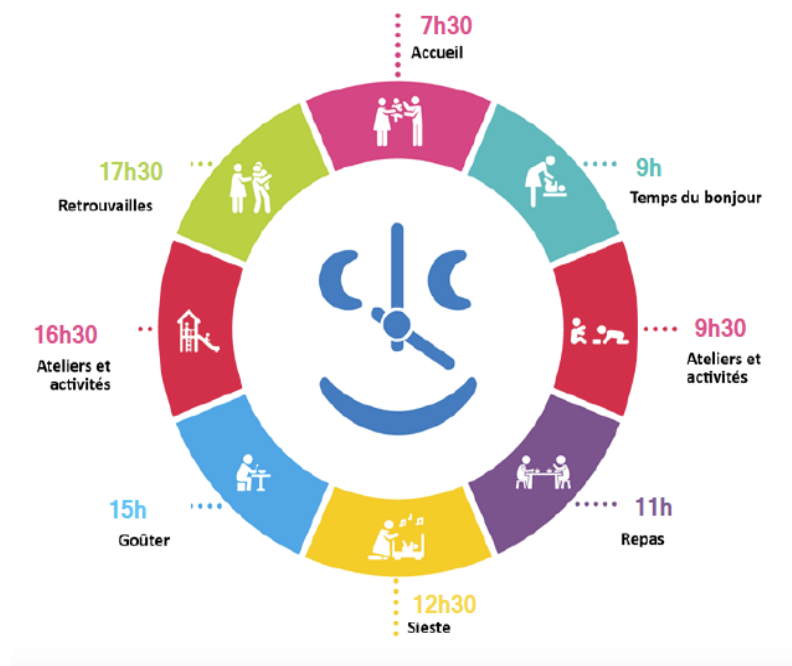 7h30
Accueil
9h
Temps du bonjour
9h30
Ateliers et
activités
11h
Repas
12h30
Sieste
15h
Goûter
16h30
Ateliers et
activités
17h30
Retrouvailles